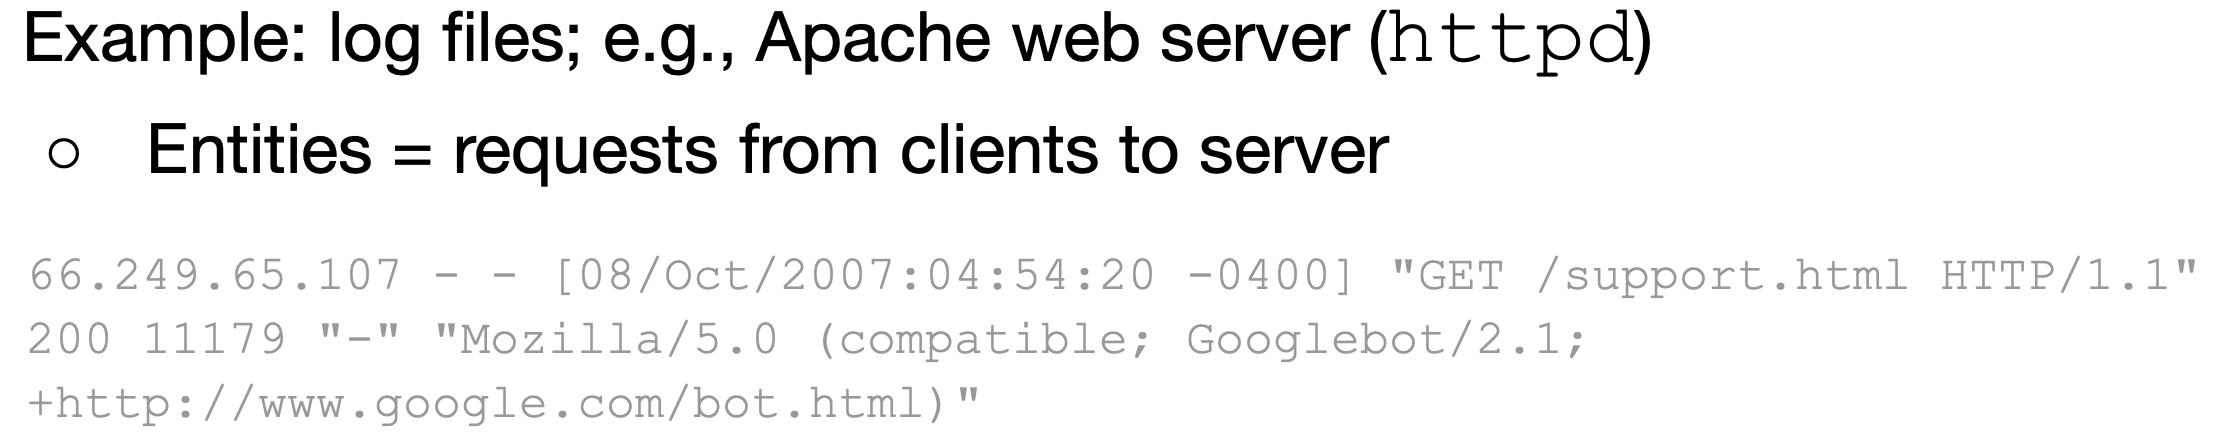 Example: log files; e.g., Apache web server (httpd)
○ Entities = requests from clients to server
66.249.65.107 - - [08/Oct/2007:04:54:20 -0400] "GET /support.html HTTP/1.1"
200 11179 "-" "Mozilla/5.0 (compatible; Googlebot/2.1;
+http://www.google.com/bot.html)"